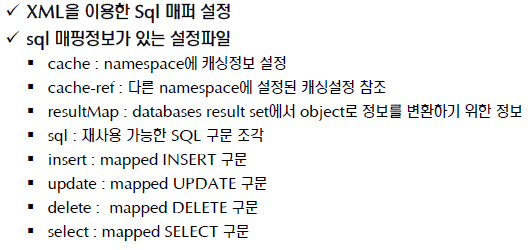 ✓ XML을 이용한 Sql 매퍼 설정
✓ sql 매핑정보가 있는 설정파일
▪ cache : namespace에 캐싱정보 설정
▪ cache-ref : 다른 namespace에 설정된 캐싱설정 참조
▪ resultMap : databases result set에서 object로 정보를 변환하기 위한 정보
▪ sql : 재사용 가능한 SQL 구문 조각
▪ insert : mapped INSERT 구문
▪ update : mapped UPDATE 구문
▪ delete : mapped DELETE 구문
▪ select : mapped SELECT 구문